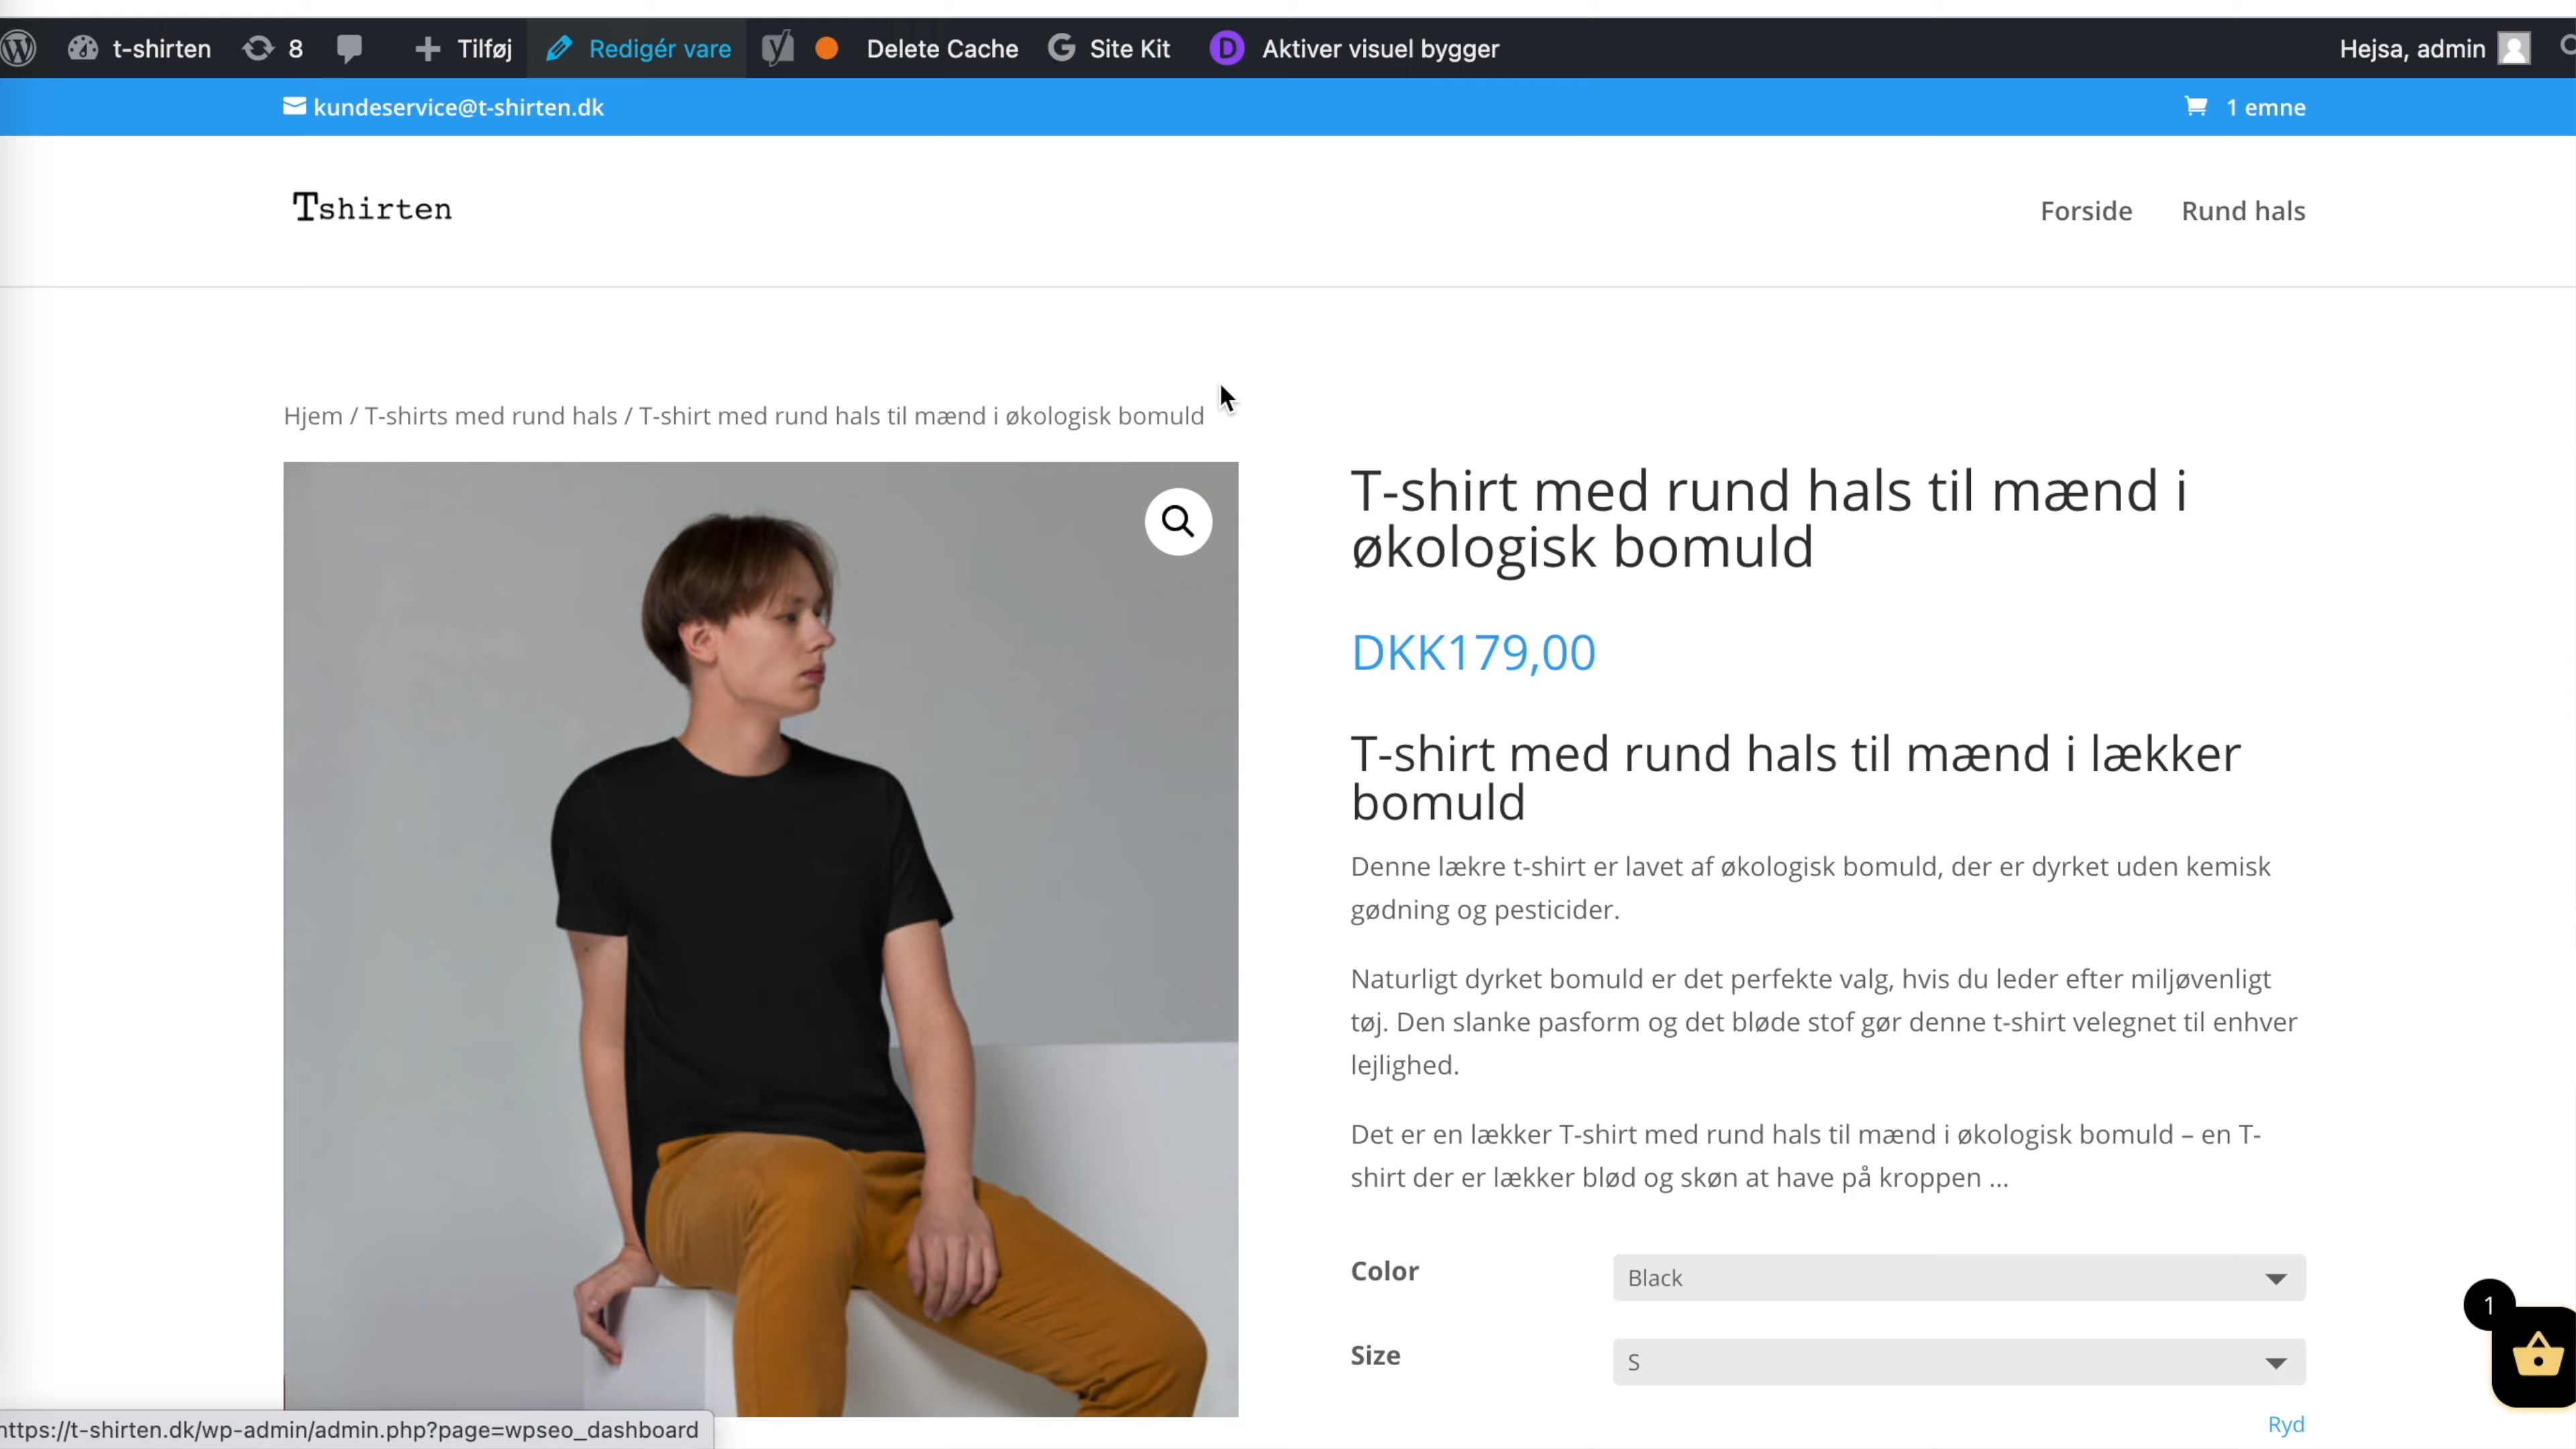 t-shirten 8 Tilføj Redigér vare Delete Cache G Site Kit D Aktiver visuel bygger Hejsa, admin
kundeservice@t-shirten.dk 1 emne
Tshirten Forside Rund hals
Hjem / T-shirts med rund hals / T-shirt med rund hals til mænd i økologisk bomuld
T-shirt med rund hals til mænd i
økologisk bomuld
DKK179,00
T-shirt med rund hals til mænd i lækker
bomuld
Denne lækre t-shirt er lavet af økologisk bomuld, der er dyrket uden kemisk
gødning og pesticider.
Naturligt dyrket bomuld er det perfekte valg, hvis du leder efter miljøvenligt
tøj. Den slanke pasform og det bløde stof gør denne t-shirt velegnet til enhver
lejlighed.
Det er en lækker T-shirt med rund hals til mænd i økologisk bomuld – en T-
shirt der er lækker blød og skøn at have på kroppen ...
Color Black
1
Size S
Ryd
https://t-shirten.dk/wp-admin/admin.php?page=wpseo_dashboard